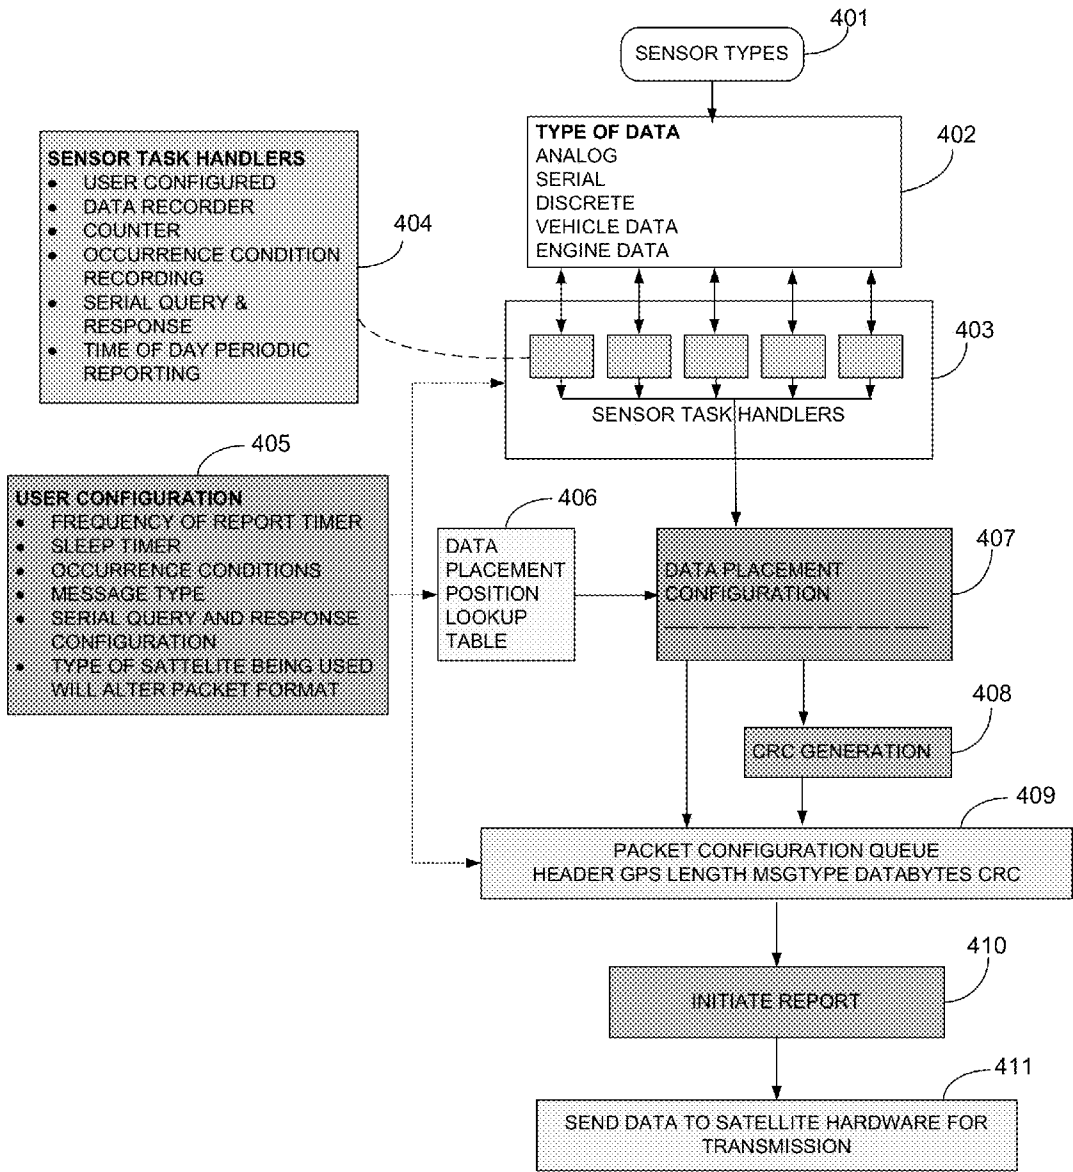 401
SENSOR TYPES
402
TYPE OF DATA
ANALOG
SERIAL
DISCRETE
VEHICLE DATA
ENGINE DATA
SENSOR TASK HANDLERS
• USER CONFIGURED
• DATA RECORDER
• COUNTER
• OCCURRENCE CONDITION
RECORDING
• SERIAL QUERY &
RESPONSE
• TIME OF DAY PERIODIC
REPORTING
404
403
SENSOR TASK HANDLERS
405
USER CONFIGURATION
• FREQUENCY OF REPORT TIMER
• SLEEP TIMER
• OCCURRENCE CONDITIONS
• MESSAGE TYPE
• SERIAL QUERY AND RESPONSE
CONFIGURATION
• TYPE OF SATTELITE BEING USED
WILL ALTER PACKET FORMAT
406
DATA
PLACEMENT
POSITION
LOOKUP
TABLE
407
DATA PLACEMENT
CONFIGURATION
408
CRC GENERATION
409
PACKET CONFIGURATION QUEUE
HEADER GPS LENGTH MSGTYPE DATABYTES CRC
410
INITIATE REPORT
411
SEND DATA TO SATELLITE HARDWARE FOR
TRANSMISSION